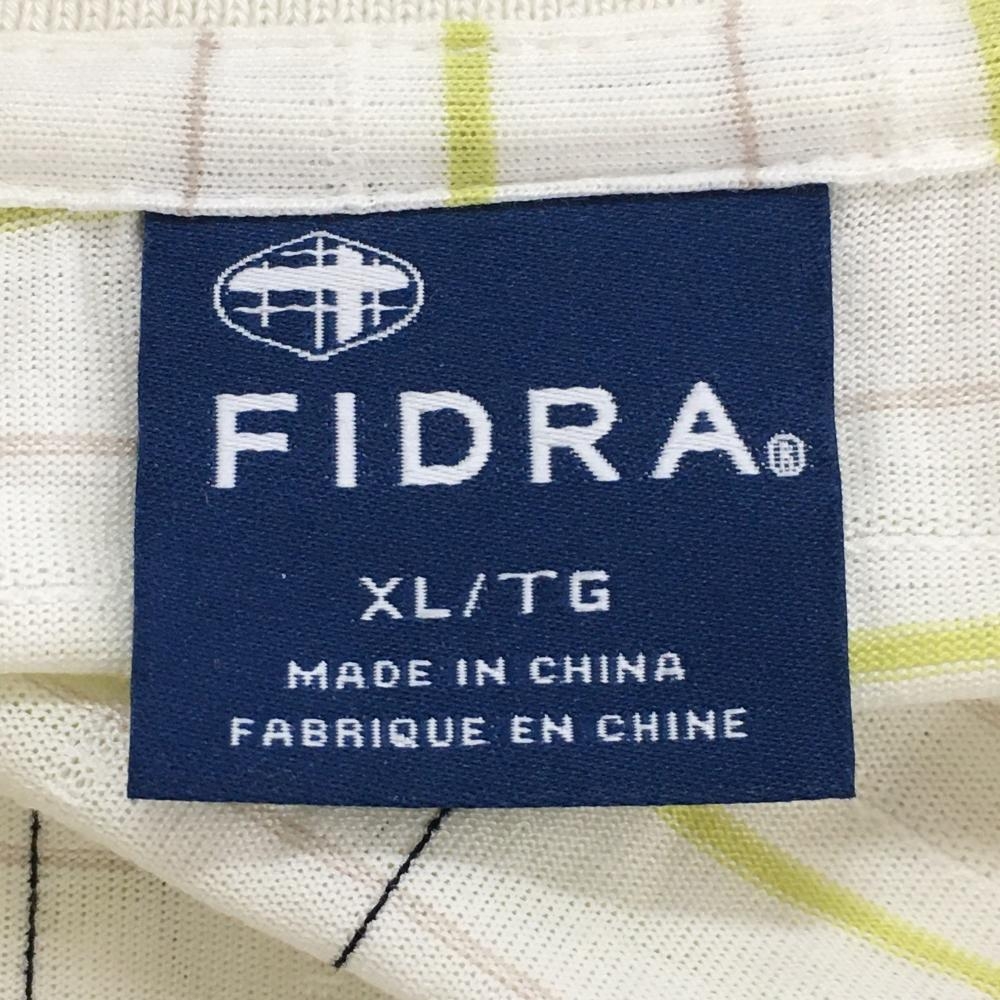 FIDRA®
XL/TG
MADE IN CHINA
FABRIQUE EN CHINE